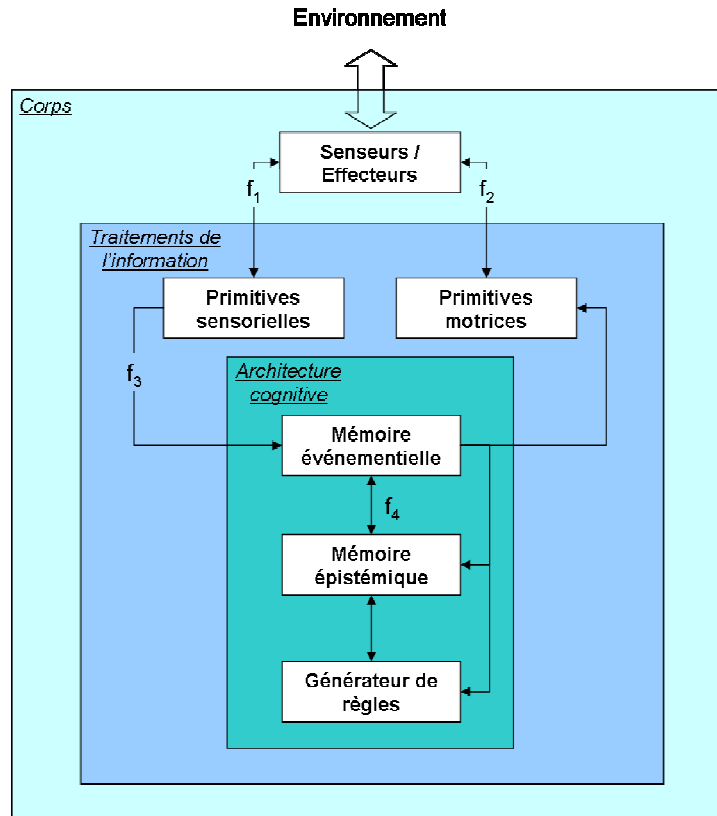 Environnement
Corps
Senseurs /
Effecteurs
f1
f2
Traitements de
l'information
Primitives
sensorielles
Primitives
motrices
f3
Architecture
cognitive
Mémoire
événementielle
f4
Mémoire
épistémique
Générateur de
règles